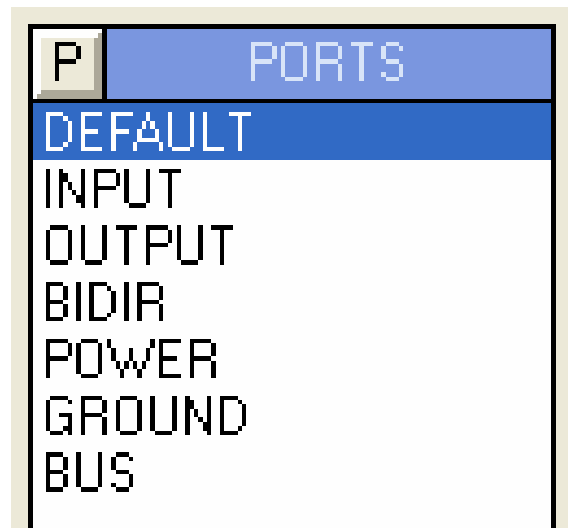 P PORTS
DEFAULT
INPUT
OUTPUT
BIDIR
POWER
GROUND
BUS